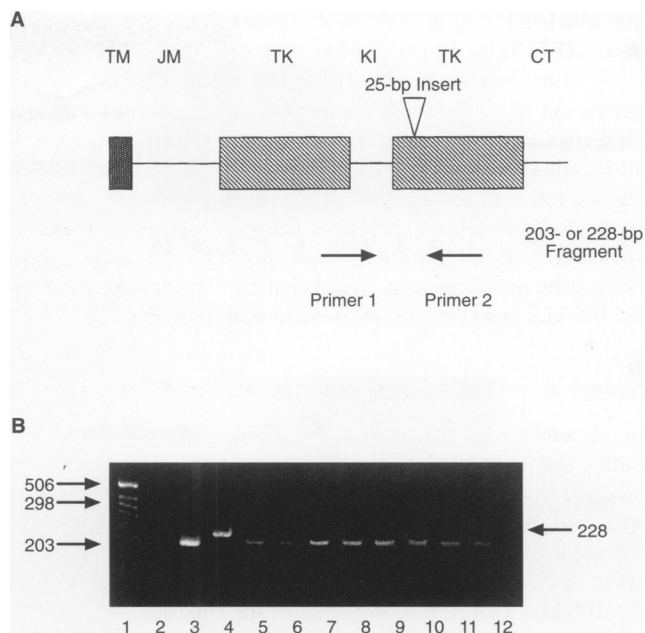 A
TM JM TK KI TK CT
25-bp Insert
203- or 228-bp
Fragment
Primer 1 Primer 2
B
506
298
203
228
1 2 3 4 5 6 7 8 9 10 11 12